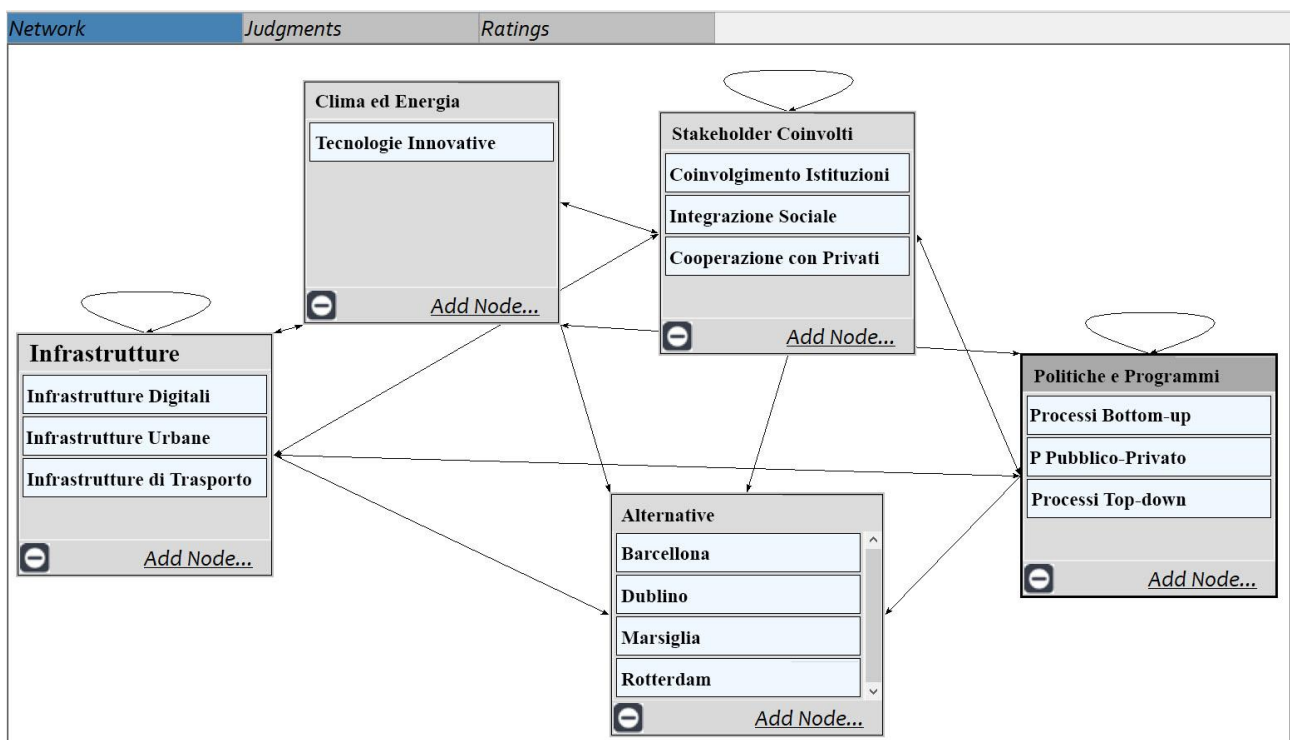 Network
Judgments
Ratings
Clima ed Energia
Tecnologie Innovative
Add Node...
Stakeholder Coinvolti
Coinvolgimento Istituzioni
Integrazione Sociale
Cooperazione con Privati
Add Node...
Infrastrutture
Infrastrutture Digitali
Infrastrutture Urbane
Infrastrutture di Trasporto
Add Node...
Politiche e Programmi
Processi Bottom-up
P Pubblico-Privato
Processi Top-down
Add Node...
Alternative
Barcellona
Dublino
Marsiglia
Rotterdam
Add Node...